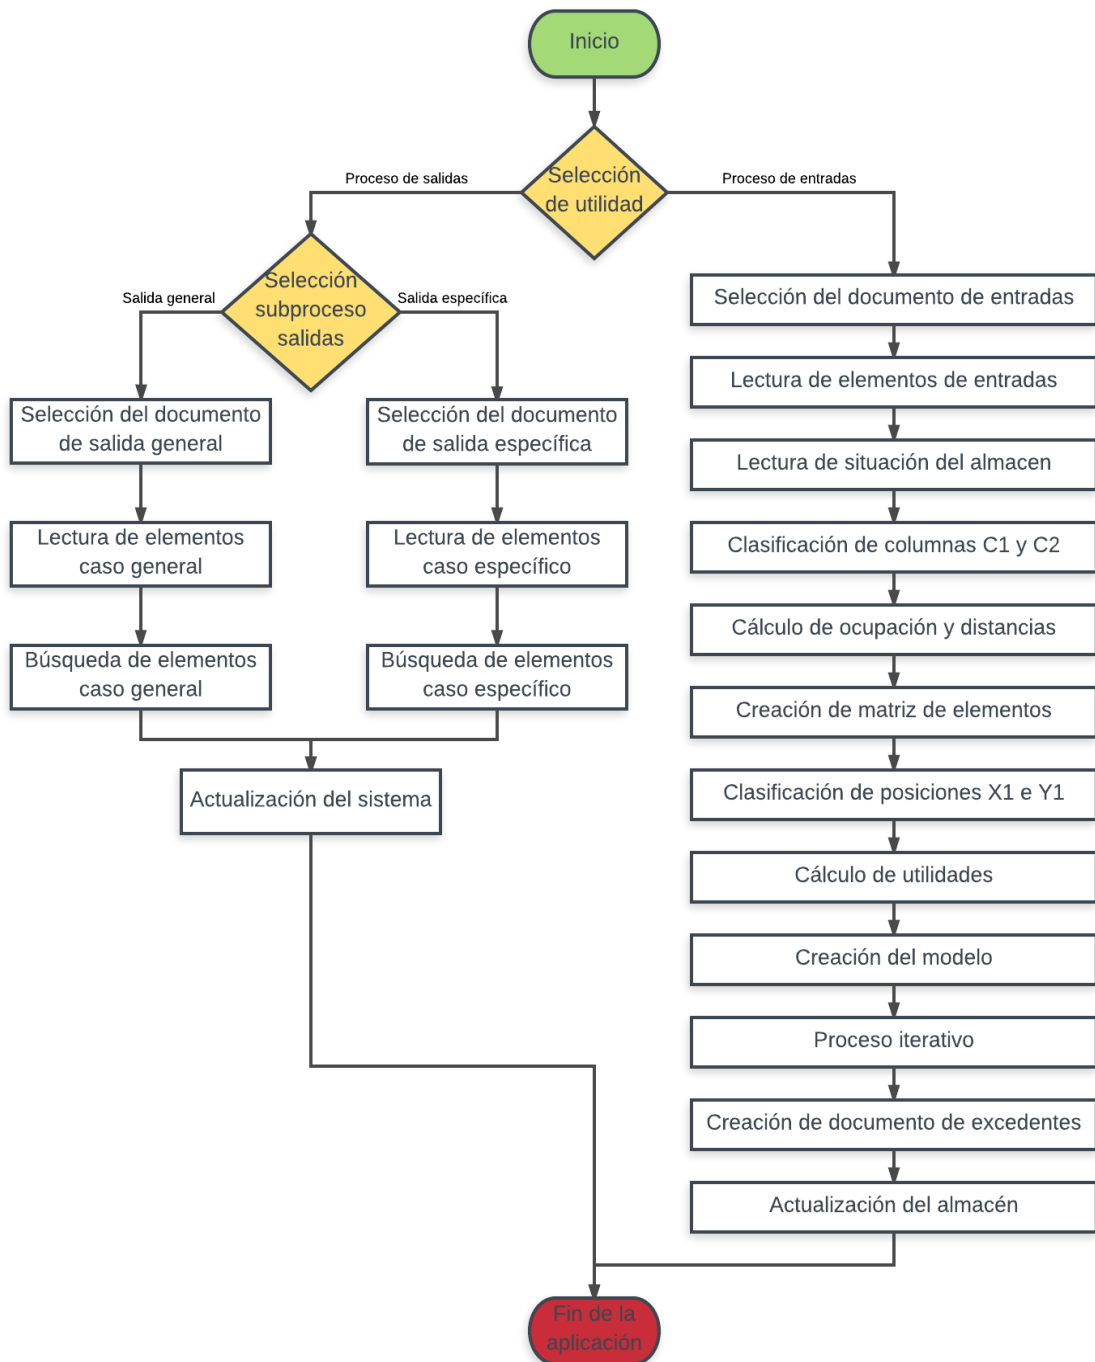 Inicio
Selección
de utilidad
Proceso de salidas
Proceso de entradas
Selección
subproceso
salidas
Salida general
Salida específica
Selección del documento
de salida general
Lectura de elementos
caso general
Búsqueda de elementos
caso general
Selección del documento
de salida específica
Lectura de elementos
caso específico
Búsqueda de elementos
caso específico
Actualización del sistema
Selección del documento de entradas
Lectura de elementos de entradas
Lectura de situación del almacen
Clasificación de columnas C1 y C2
Cálculo de ocupación y distancias
Creación de matriz de elementos
Clasificación de posiciones X1 e Y1
Cálculo de utilidades
Creación del modelo
Proceso iterativo
Creación de documento de excedentes
Actualización del almacén
Fin de la
aplicación